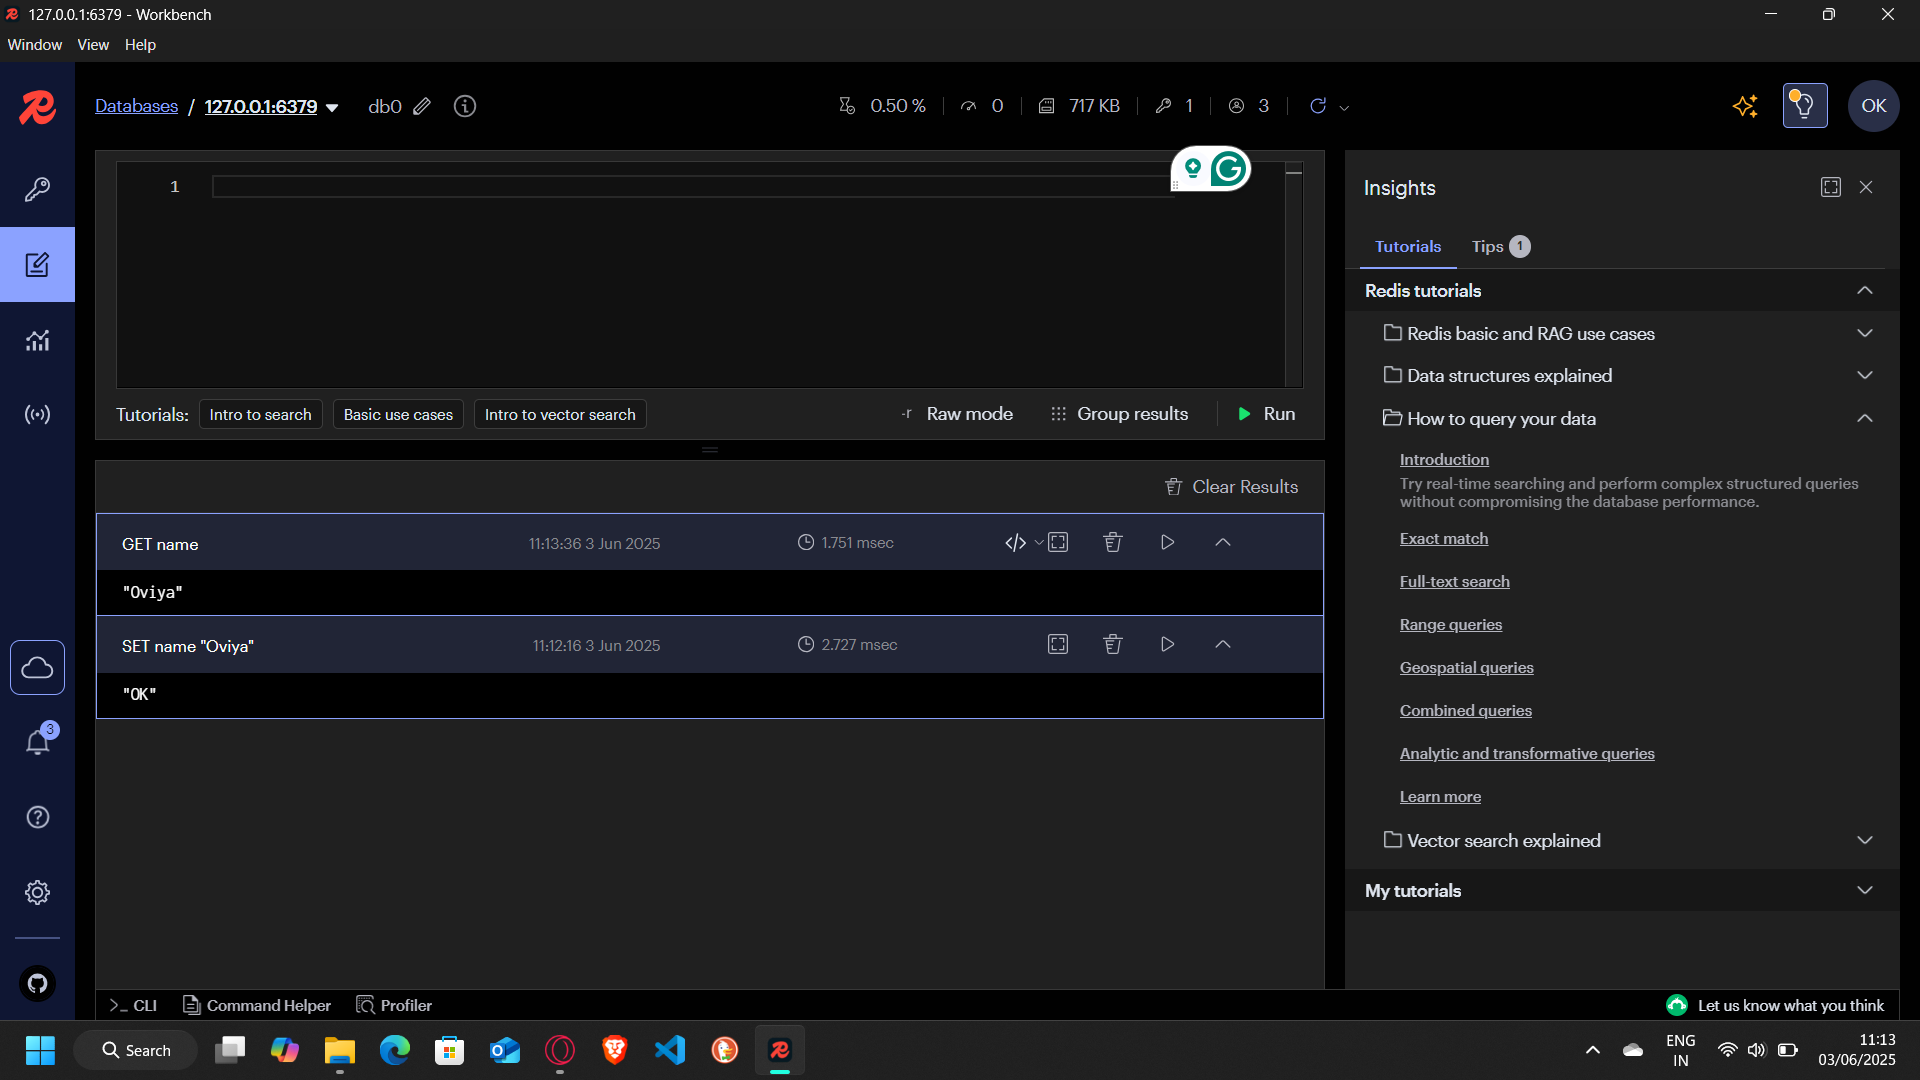 127.0.0.1:6379 - Workbench
Window View Help
Databases / 127.0.0.1:6379 db0 0.50 % 0 717 KB 1 3 OK
1
Tutorials: Intro to search Basic use cases Intro to vector search -r Raw mode Group results Run
Clear Results
GET name 11:13:36 3 Jun 2025 1.751 msec
"Oviya"
SET name "Oviya" 11:12:16 3 Jun 2025 2.727 msec
"OK"
Insights
Tutorials Tips 1
Redis tutorials
Redis basic and RAG use cases
Data structures explained
How to query your data
Introduction
Try real-time searching and perform complex structured queries
without compromising the database performance.
Exact match
Full-text search
Range queries
Geospatial queries
Combined queries
Analytic and transformative queries
Learn more
Vector search explained
My tutorials
3
>_ CLI Command Helper Profiler Let us know what you think
Search
ENG
IN
11:13
03/06/2025